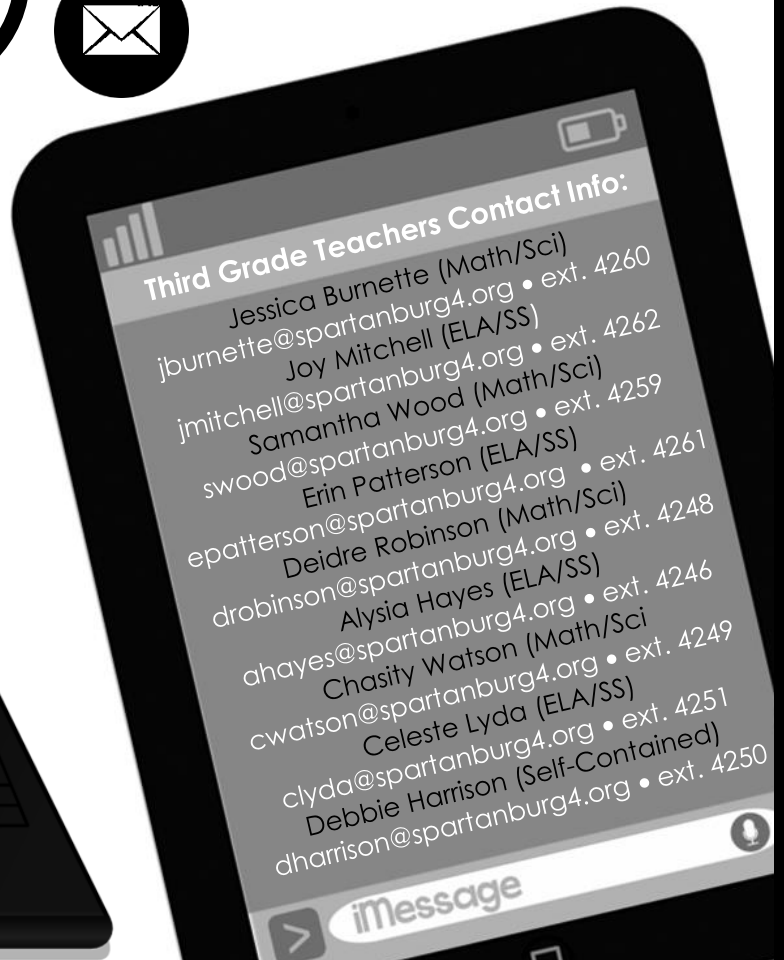 Third Grade Teachers Contact Info:
Jessica Burnette (Math/Sci)
jburnette@spartanburg4.org • ext. 4260
Joy Mitchell (ELA/SS)
jmitchell@spartanburg4.org • ext. 4262
Samantha Wood (Math/Sci)
swood@spartanburg4.org • ext. 4259
Erin Patterson (ELA/SS)
epatterson@spartanburg4.org • ext. 4261
Deidre Robinson (Math/Sci)
drobinson@spartanburg4.org • ext. 4248
Alysia Hayes (ELA/SS)
ahayes@spartanburg4.org • ext. 4246
Chasity Watson (Math/Sci
cwatson@spartanburg4.org • ext. 4249
Celeste Lyda (ELA/SS)
clyda@spartanburg4.org • ext. 4251
Debbie Harrison (Self-Contained)
dharrison@spartanburg4.org • ext. 4250
> iMessage